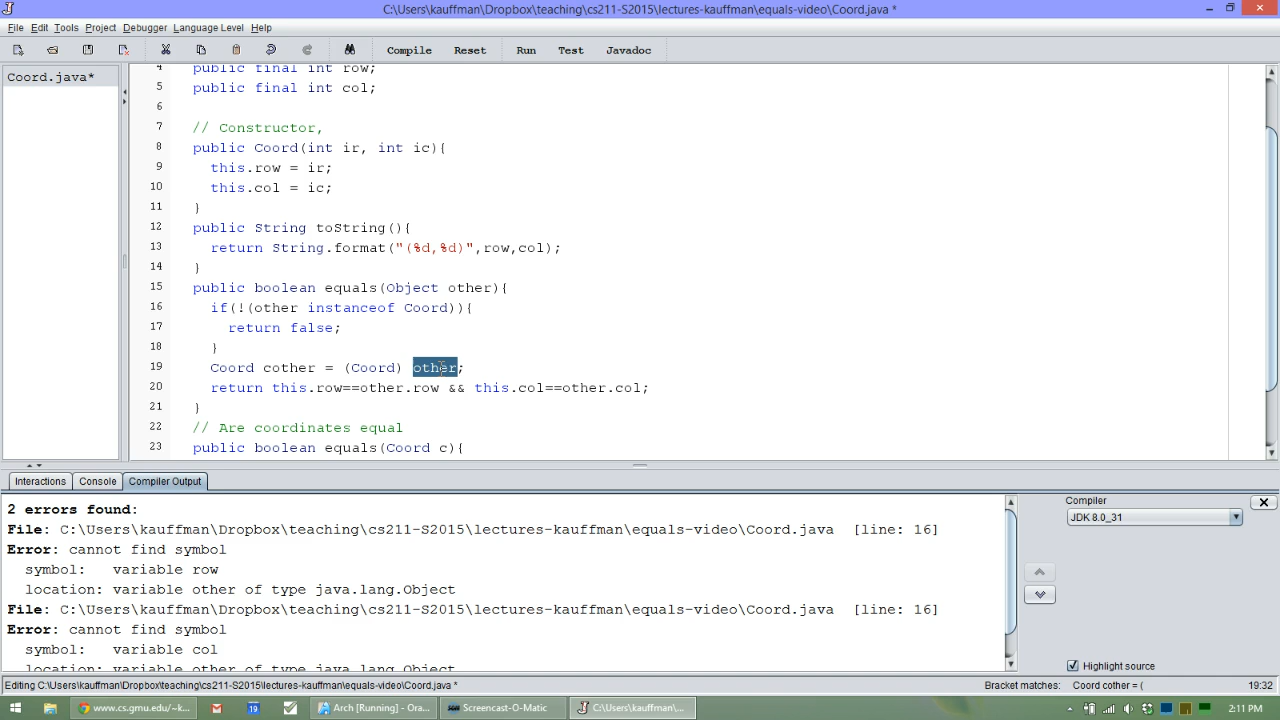 C:\Users\kauffman\Dropbox\teaching\cs211-S2015\lectures-kauffman\equals-video\Coord.java *
File Edit Tools Project Debugger Language Level Help
Compile Reset Run Test Javadoc
Coord.java*
4 public final int row;
5 public final int col;
6
7 // Constructor,
8 public Coord(int ir, int ic){
9 this.row = ir;
10 this.col = ic;
11 }
12 public String toString(){
13 return String.format("(%d,%d)",row,col);
14 }
15 public boolean equals(Object other){
16 if(!(other instanceof Coord)){
17 return false;
18 }
19 Coord cother = (Coord) other;
20 return this.row==other.row && this.col==other.col;
21 }
22 // Are coordinates equal
23 public boolean equals(Coord c){
Interactions Console Compiler Output
2 errors found:
File: C:\Users\kauffman\Dropbox\teaching\cs211-S2015\lectures-kauffman\equals-video\Coord.java [line: 16]
Error: cannot find symbol
symbol: variable row
location: variable other of type java.lang.Object
File: C:\Users\kauffman\Dropbox\teaching\cs211-S2015\lectures-kauffman\equals-video\Coord.java [line: 16]
Error: cannot find symbol
symbol: variable col
location: variable other of type java.lang.Object
Compiler
JDK 8.0_31
Highlight source
Editing C:\Users\kauffman\Dropbox\teaching\cs211-S2015\lectures-kauffman\equals-video\Coord.java *
Bracket matches: Coord cother = (
19:32
www.cs.gmu.edu/~k...
19
Arch [Running] - Ora...
Screencast-O-Matic
C:\Users\kauffman\...
2:11 PM